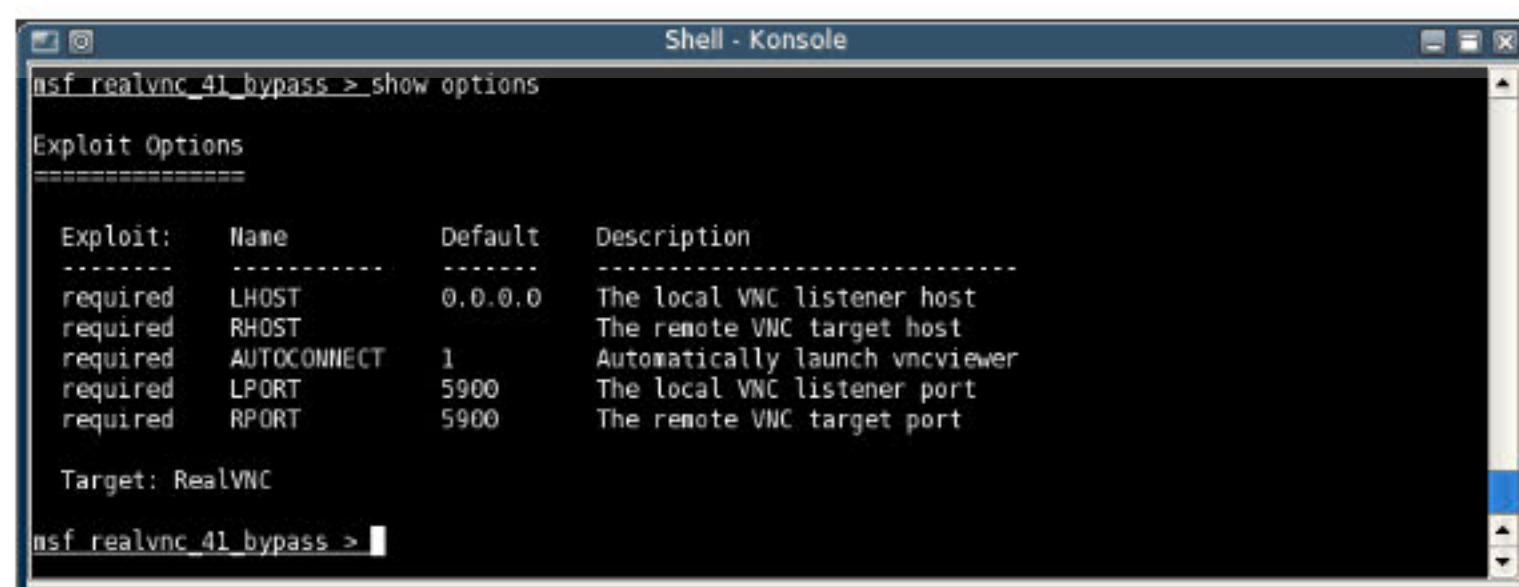 Shell - Konsole
msf realvnc_41_bypass > show options
Exploit Options
===============
Exploit: Name Default Description
-------- ----------- ------- ------------------------------
required LHOST 0.0.0.0 The local VNC listener host
required RHOST The remote VNC target host
required AUTOCONNECT 1 Automatically launch vncviewer
required LPORT 5900 The local VNC listener port
required RPORT 5900 The remote VNC target port
Target: RealVNC
msf realvnc_41_bypass >